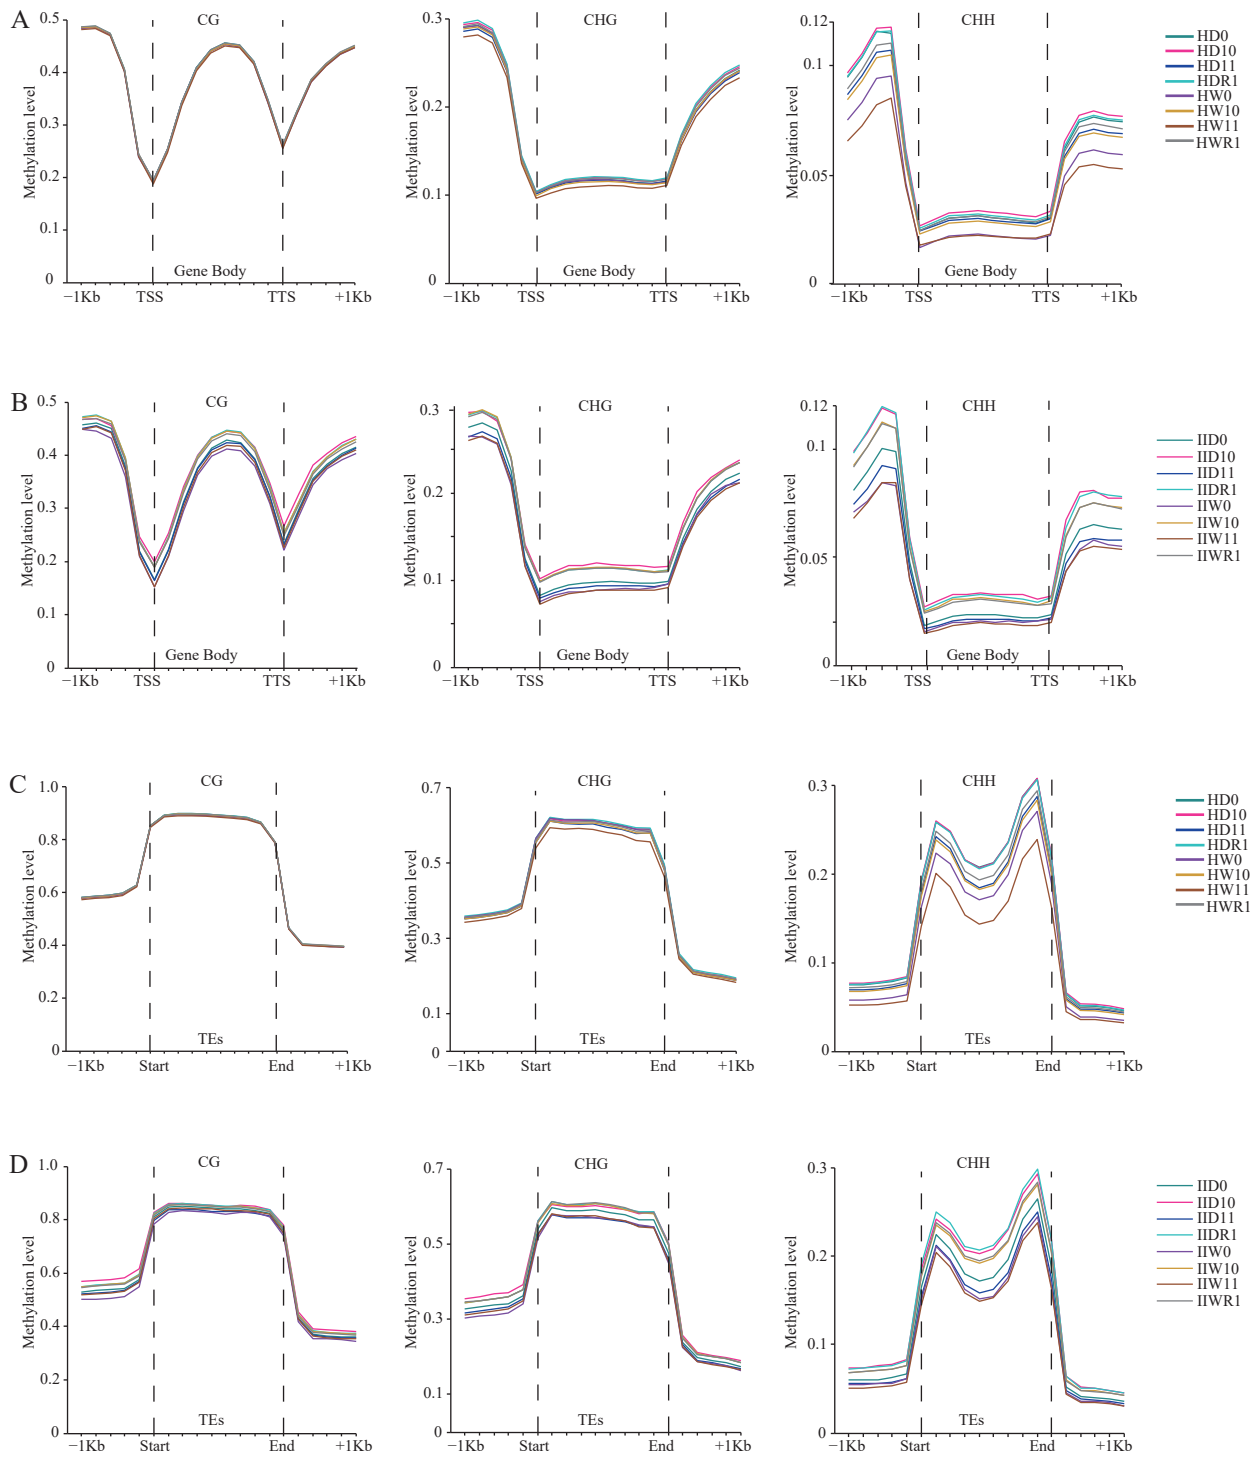 A
CG
0.5
0.4
0.3
0.2
0.1
0
Methylation level
Gene Body
−1Kb TSS TTS +1Kb
CHG
0.3
0.2
0.1
0
Methylation level
Gene Body
−1Kb TSS TTS +1Kb
CHH
0.12
0.1
0.05
0
Methylation level
Gene Body
−1Kb TSS TTS +1Kb
HD0
HD10
HD11
HDR1
HW0
HW10
HW11
HWR1
B
CG
0.5
0.4
0.3
0.2
0.1
0
Methylation level
Gene Body
−1Kb TSS TTS +1Kb
CHG
0.3
0.2
0.1
0
Methylation level
Gene Body
−1Kb TSS TTS +1Kb
CHH
0.12
0.1
0.05
0
Methylation level
Gene Body
−1Kb TSS TTS +1Kb
IID0
IID10
IID11
IIDR1
IIW0
IIW10
IIW11
IIWR1
C
CG
1.0
0.8
0.6
0.4
0.2
0
Methylation level
TEs
−1Kb Start End +1Kb
CHG
0.7
0.5
0.3
0.1
0
Methylation level
TEs
−1Kb Start End +1Kb
CHH
0.3
0.2
0.1
0
Methylation level
TEs
−1Kb Start End +1Kb
HD0
HD10
HD11
HDR1
HW0
HW10
HW11
HWR1
D
CG
1.0
0.8
0.6
0.4
0.2
0
Methylation level
TEs
−1Kb Start End +1Kb
CHG
0.7
0.5
0.3
0.1
0
Methylation level
TEs
−1Kb Start End +1Kb
CHH
0.3
0.2
0.1
0
Methylation level
TEs
−1Kb Start End +1Kb
IID0
IID10
IID11
IIDR1
IIW0
IIW10
IIW11
IIWR1